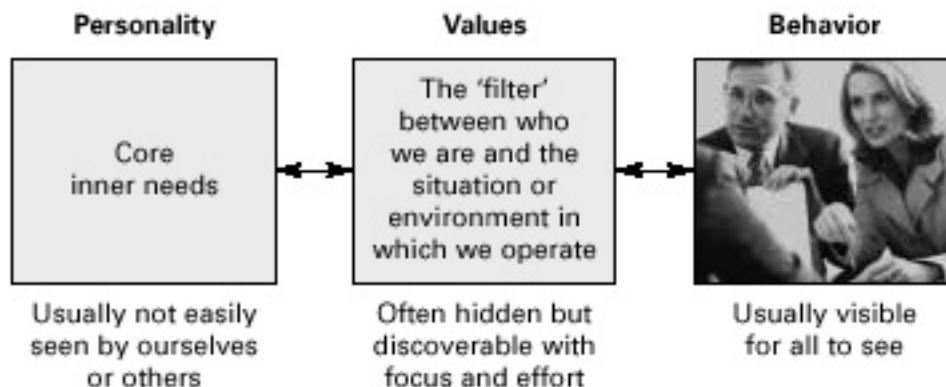 Personality
Core
inner needs
Usually not easily
seen by ourselves
or others
Values
The ‘filter’
between who
we are and the
situation or
environment in
which we operate
Often hidden but
discoverable with
focus and effort
Behavior
Usually visible
for all to see